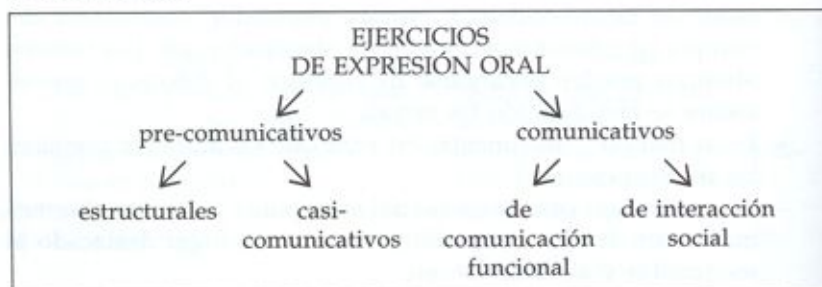 EJERCICIOS
DE EXPRESIÓN ORAL
pre-comunicativos comunicativos
estructurales casi-comunicativos de comunicación funcional de interacción social